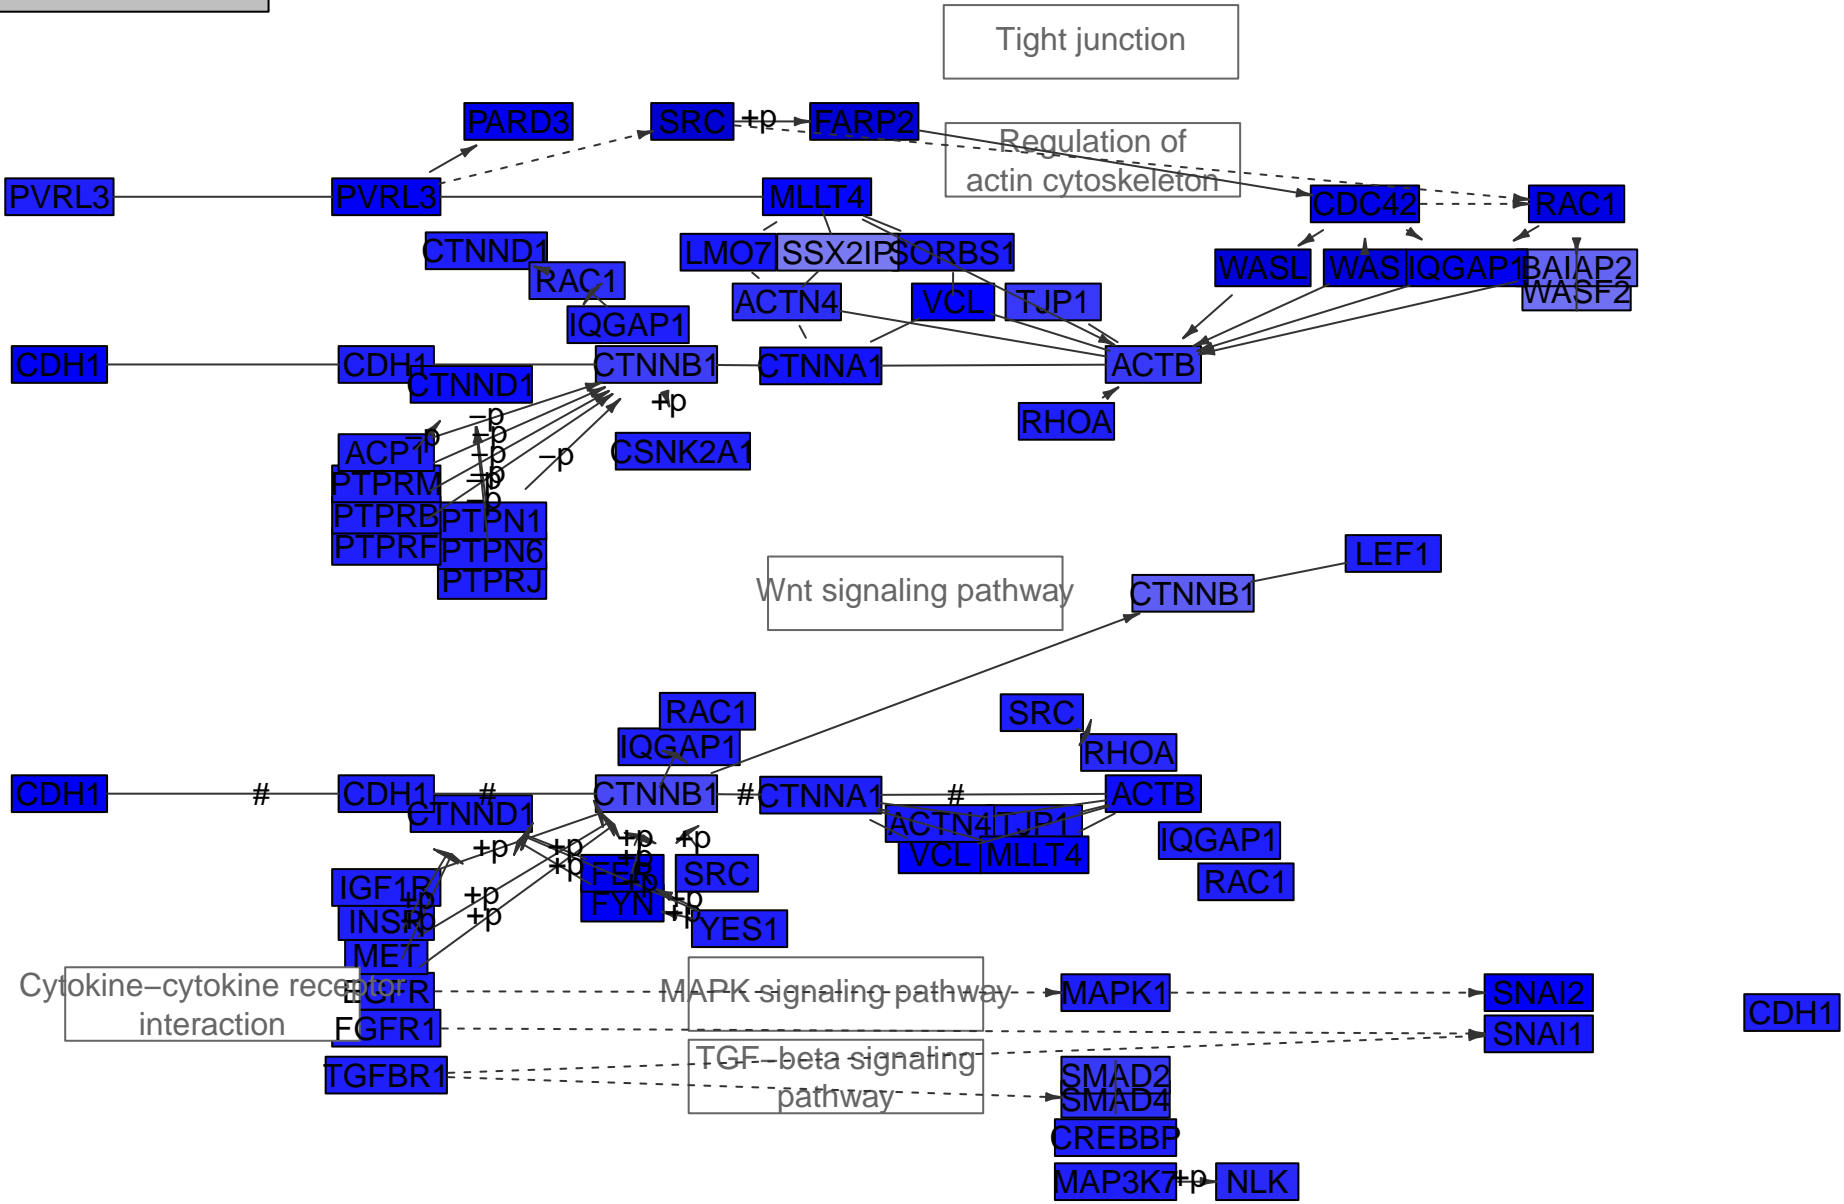 Tight junction
PARD3
SRC
+p
FARP2
Regulation of
actin cytoskeleton
PVRL3
PVRL3
MLLT4
CDC42
RAC1
CTNND1
LMO7
SSX2IP
SORBS1
WASL
WAS
IQGAP1
BAIAP2
WASF2
RAC1
ACTN4
VCL
TJP1
IQGAP1
CDH1
CDH1
CTNND1
CTNNB1
CTNNA1
ACTB
+p
RHOA
−p
−p
−p
−p
−p
−p
−p
−p
ACP1
CSNK2A1
PTPRM
PTPRB
PTPN1
PTPRF
PTPN6
PTPRJ
LEF1
Wnt signaling pathway
CTNNB1
RAC1
SRC
IQGAP1
RHOA
CDH1
#
CDH1
#
CTNND1
CTNNB1
#
CTNNA1
#
ACTB
ACTN4
TJP1
VCL
MLLT4
IQGAP1
RAC1
+p
+p
+p
+p
+p
+p
FER
+p
SRC
IGF1R
+p
+p
FYN
+p
+p
INSR
+p
+p
YES1
MET
Cytokine−cytokine receptor
interaction
EGFR
MAPK signaling pathway
MAPK1
SNAI2
CDH1
FGFR1
SNAI1
TGF−beta signaling
pathway
TGFBR1
SMAD2
SMAD4
CREBBP
MAP3K7
+p
NLK